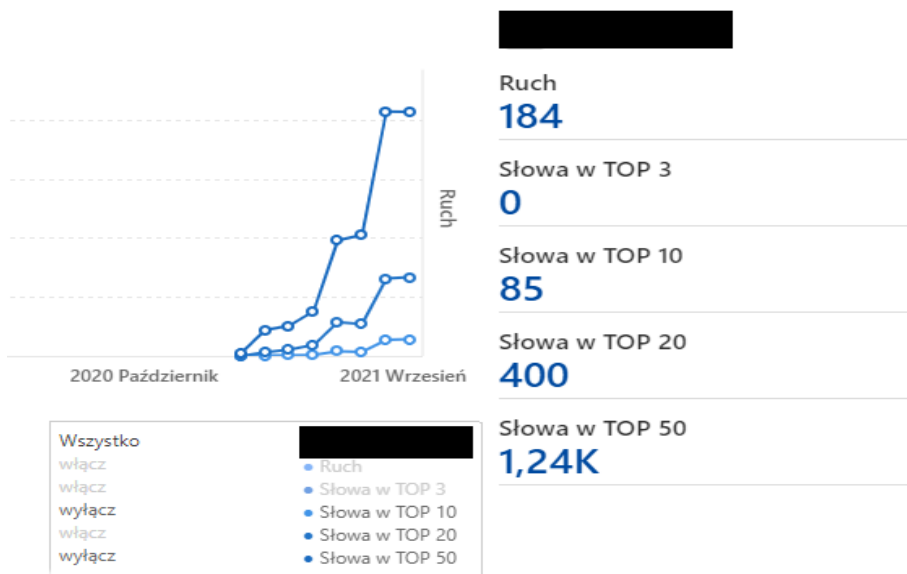 Ruch
184
Słowa w TOP 3
0
Słowa w TOP 10
85
Słowa w TOP 20
400
Słowa w TOP 50
1,24K
Ruch
2020 Październik
2021 Wrzesień
Wszystko
włącz
Ruch
włącz
Słowa w TOP 3
wyłącz
Słowa w TOP 10
włącz
Słowa w TOP 20
wyłącz
Słowa w TOP 50